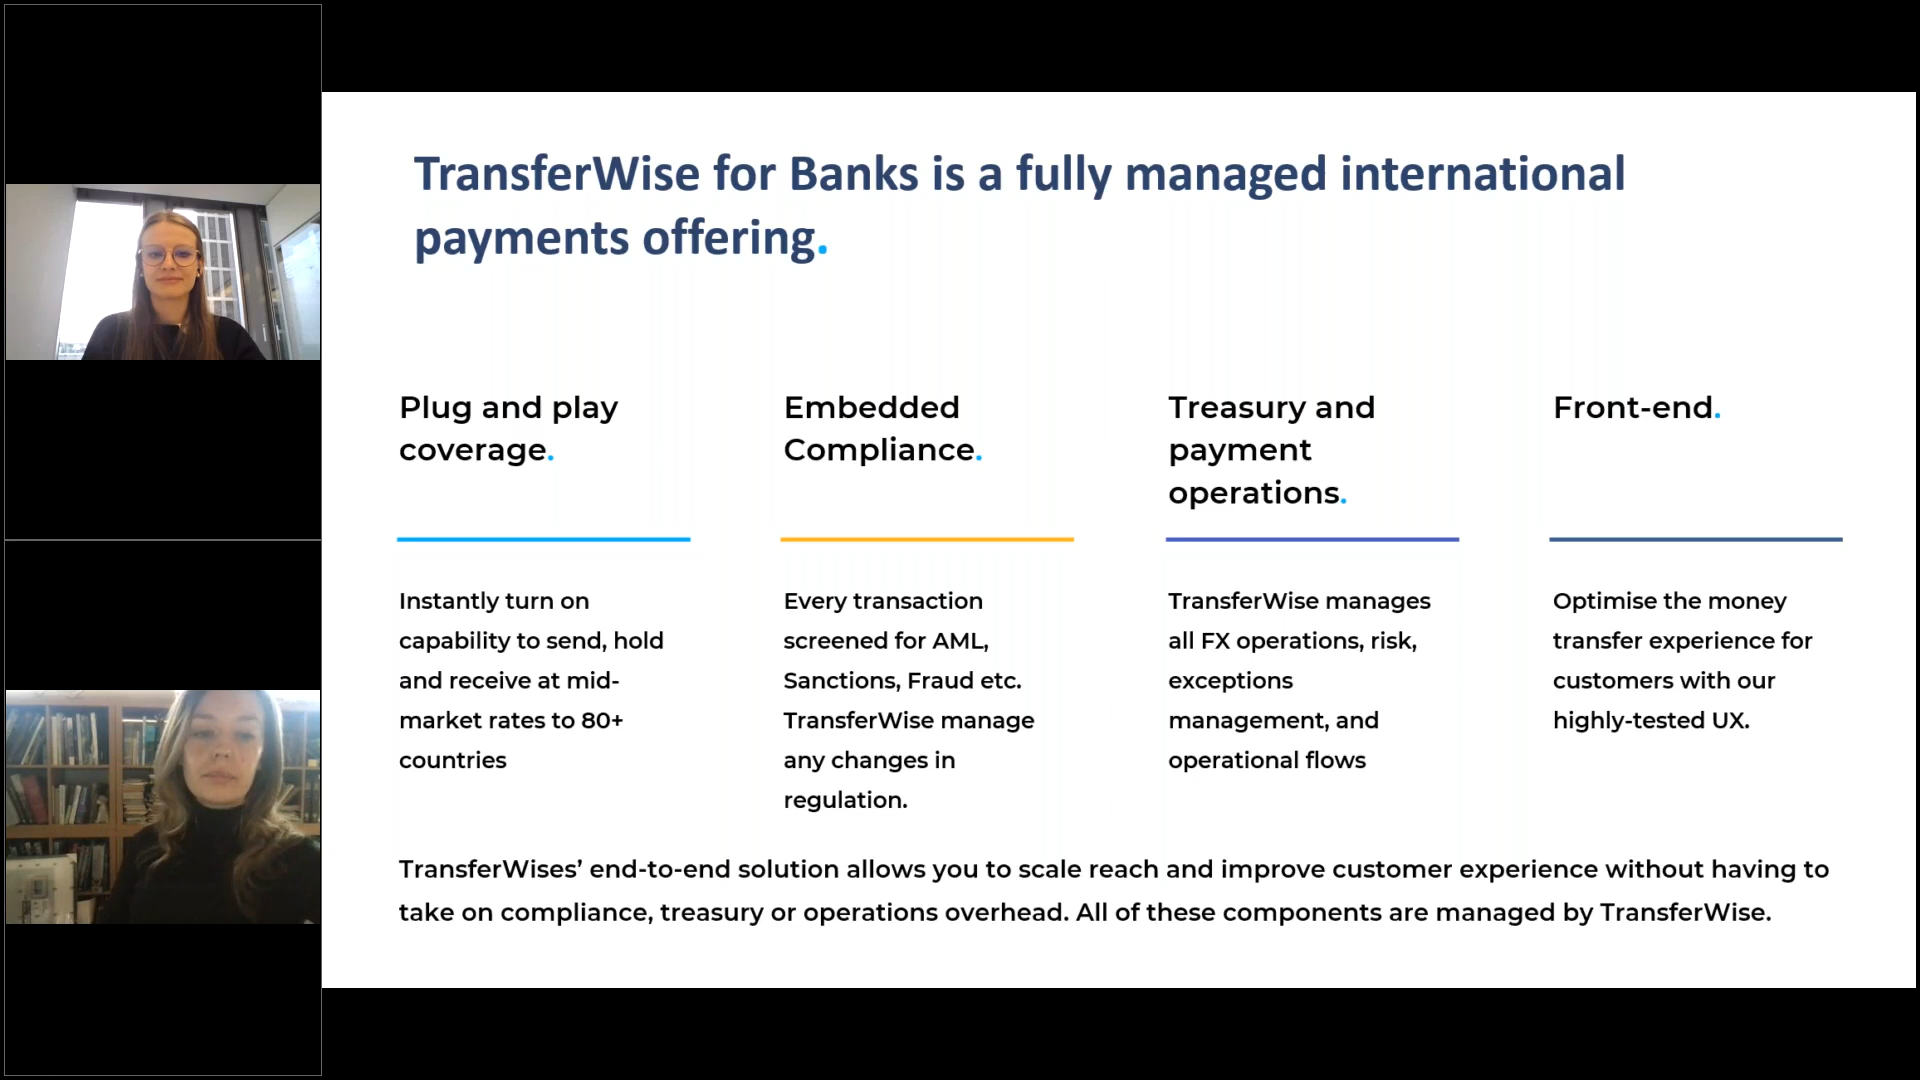 TransferWise for Banks is a fully managed international
payments offering.
Plug and play
coverage.
Instantly turn on
capability to send, hold
and receive at mid-
market rates to 80+
countries
Embedded
Compliance.
Every transaction
screened for AML,
Sanctions, Fraud etc.
TransferWise manage
any changes in
regulation.
Treasury and
payment
operations.
TransferWise manages
all FX operations, risk,
exceptions
management, and
operational flows
Front-end.
Optimise the money
transfer experience for
customers with our
highly-tested UX.
TransferWises’ end-to-end solution allows you to scale reach and improve customer experience without having to
take on compliance, treasury or operations overhead. All of these components are managed by TransferWise.